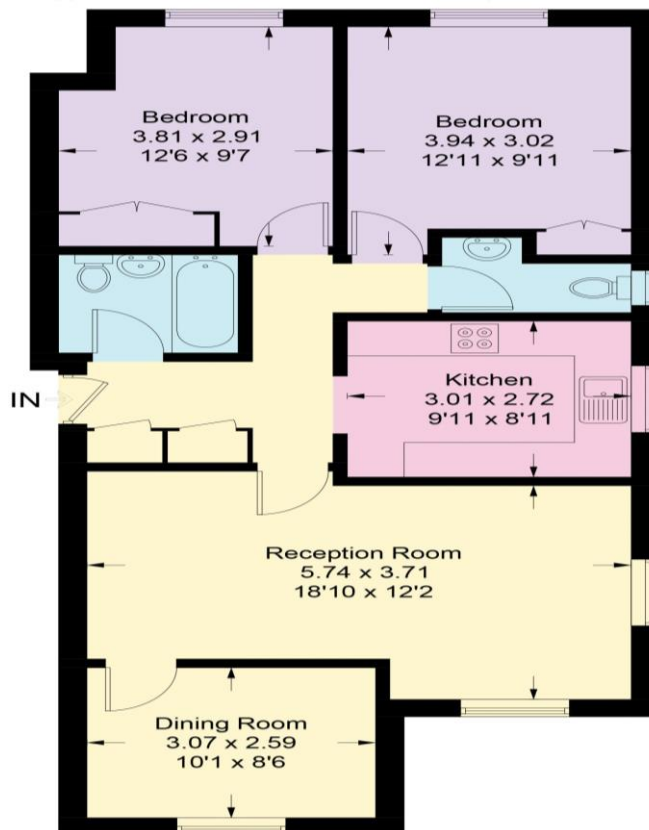 Bedroom
3.81 x 2.91
12'6 x 9'7
Bedroom
3.94 x 3.02
12'11 x 9'11
IN
Kitchen
3.01 x 2.72
9'11 x 8'11
Reception Room
5.74 x 3.71
18'10 x 12'2
Dining Room
3.07 x 2.59
10'1 x 8'6